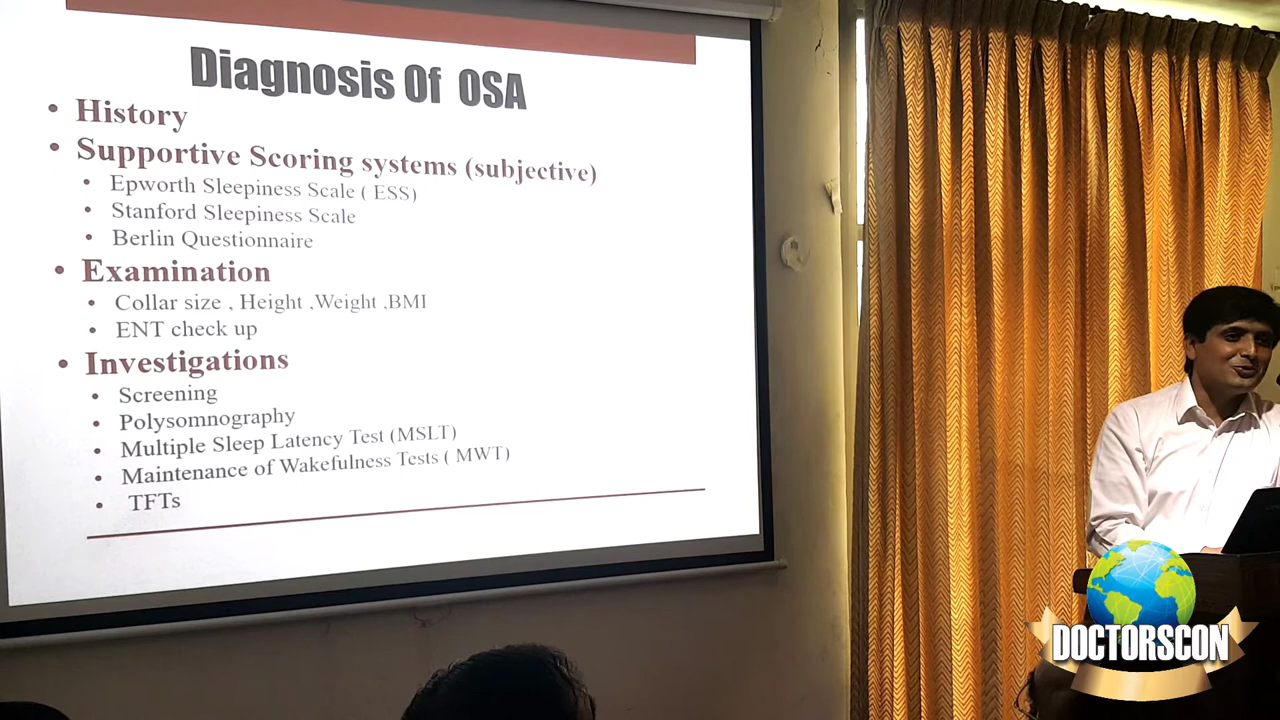 Diagnosis Of OSA
• History
• Supportive Scoring systems (subjective)
• Epworth Sleepiness Scale ( ESS)
• Stanford Sleepiness Scale
• Berlin Questionnaire
• Examination
• Collar size , Height ,Weight ,BMI
• ENT check up
• Investigations
• Screening
• Polysomnography
• Multiple Sleep Latency Test (MSLT)
• Maintenance of Wakefulness Tests ( MWT)
• TFTs
DOCTORSCON